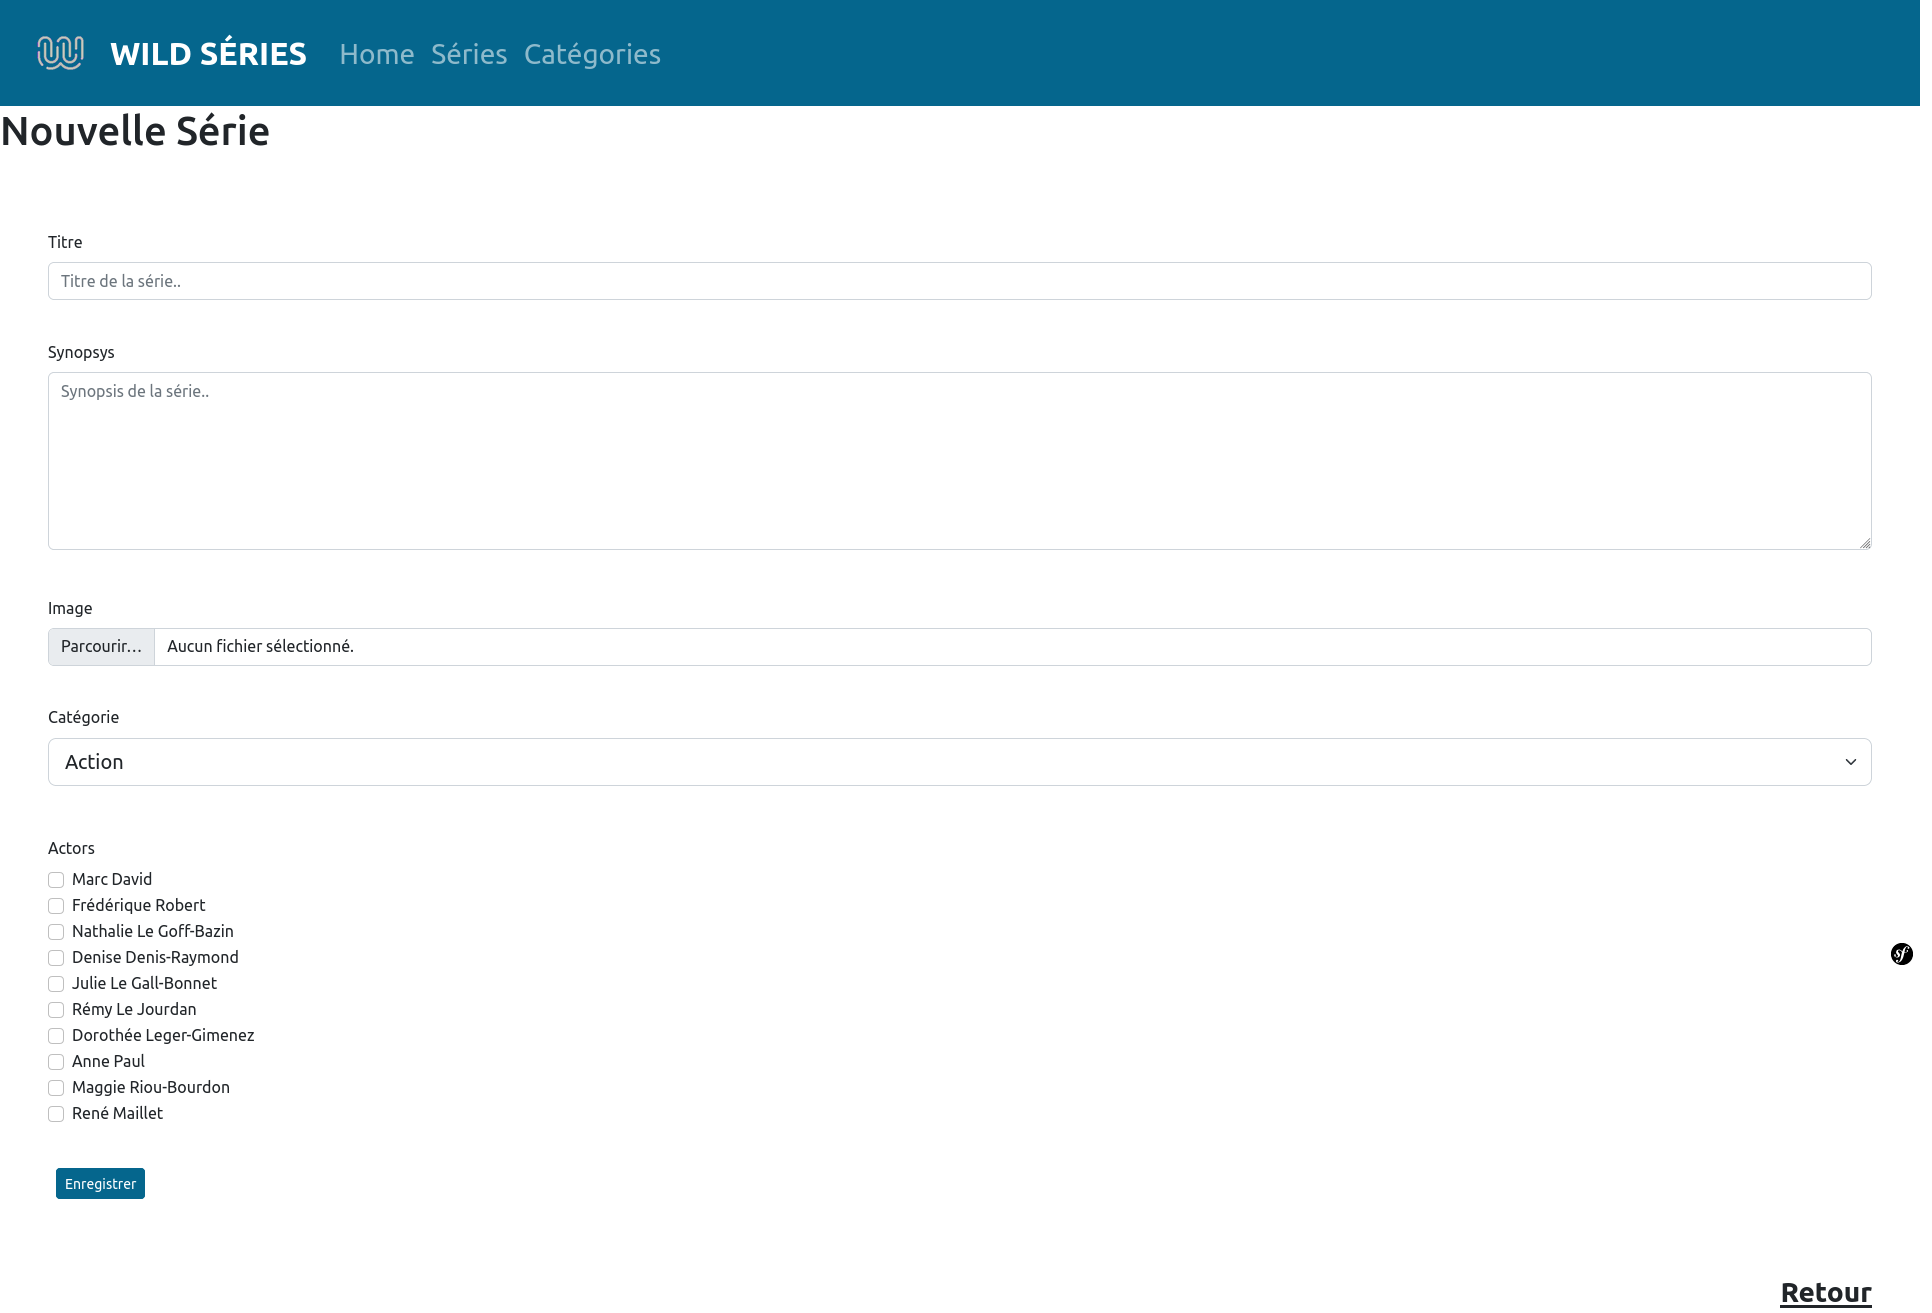 WILD SÉRIES Home Séries Catégories
Nouvelle Série
Titre
Titre de la série..
Synopsys
Synopsis de la série..
Image
Parcourir… Aucun fichier sélectionné.
Catégorie
Action
Actors
Marc David
Frédérique Robert
Nathalie Le Goff-Bazin
Denise Denis-Raymond
Julie Le Gall-Bonnet
Rémy Le Jourdan
Dorothée Leger-Gimenez
Anne Paul
Maggie Riou-Bourdon
René Maillet
Enregistrer
Retour